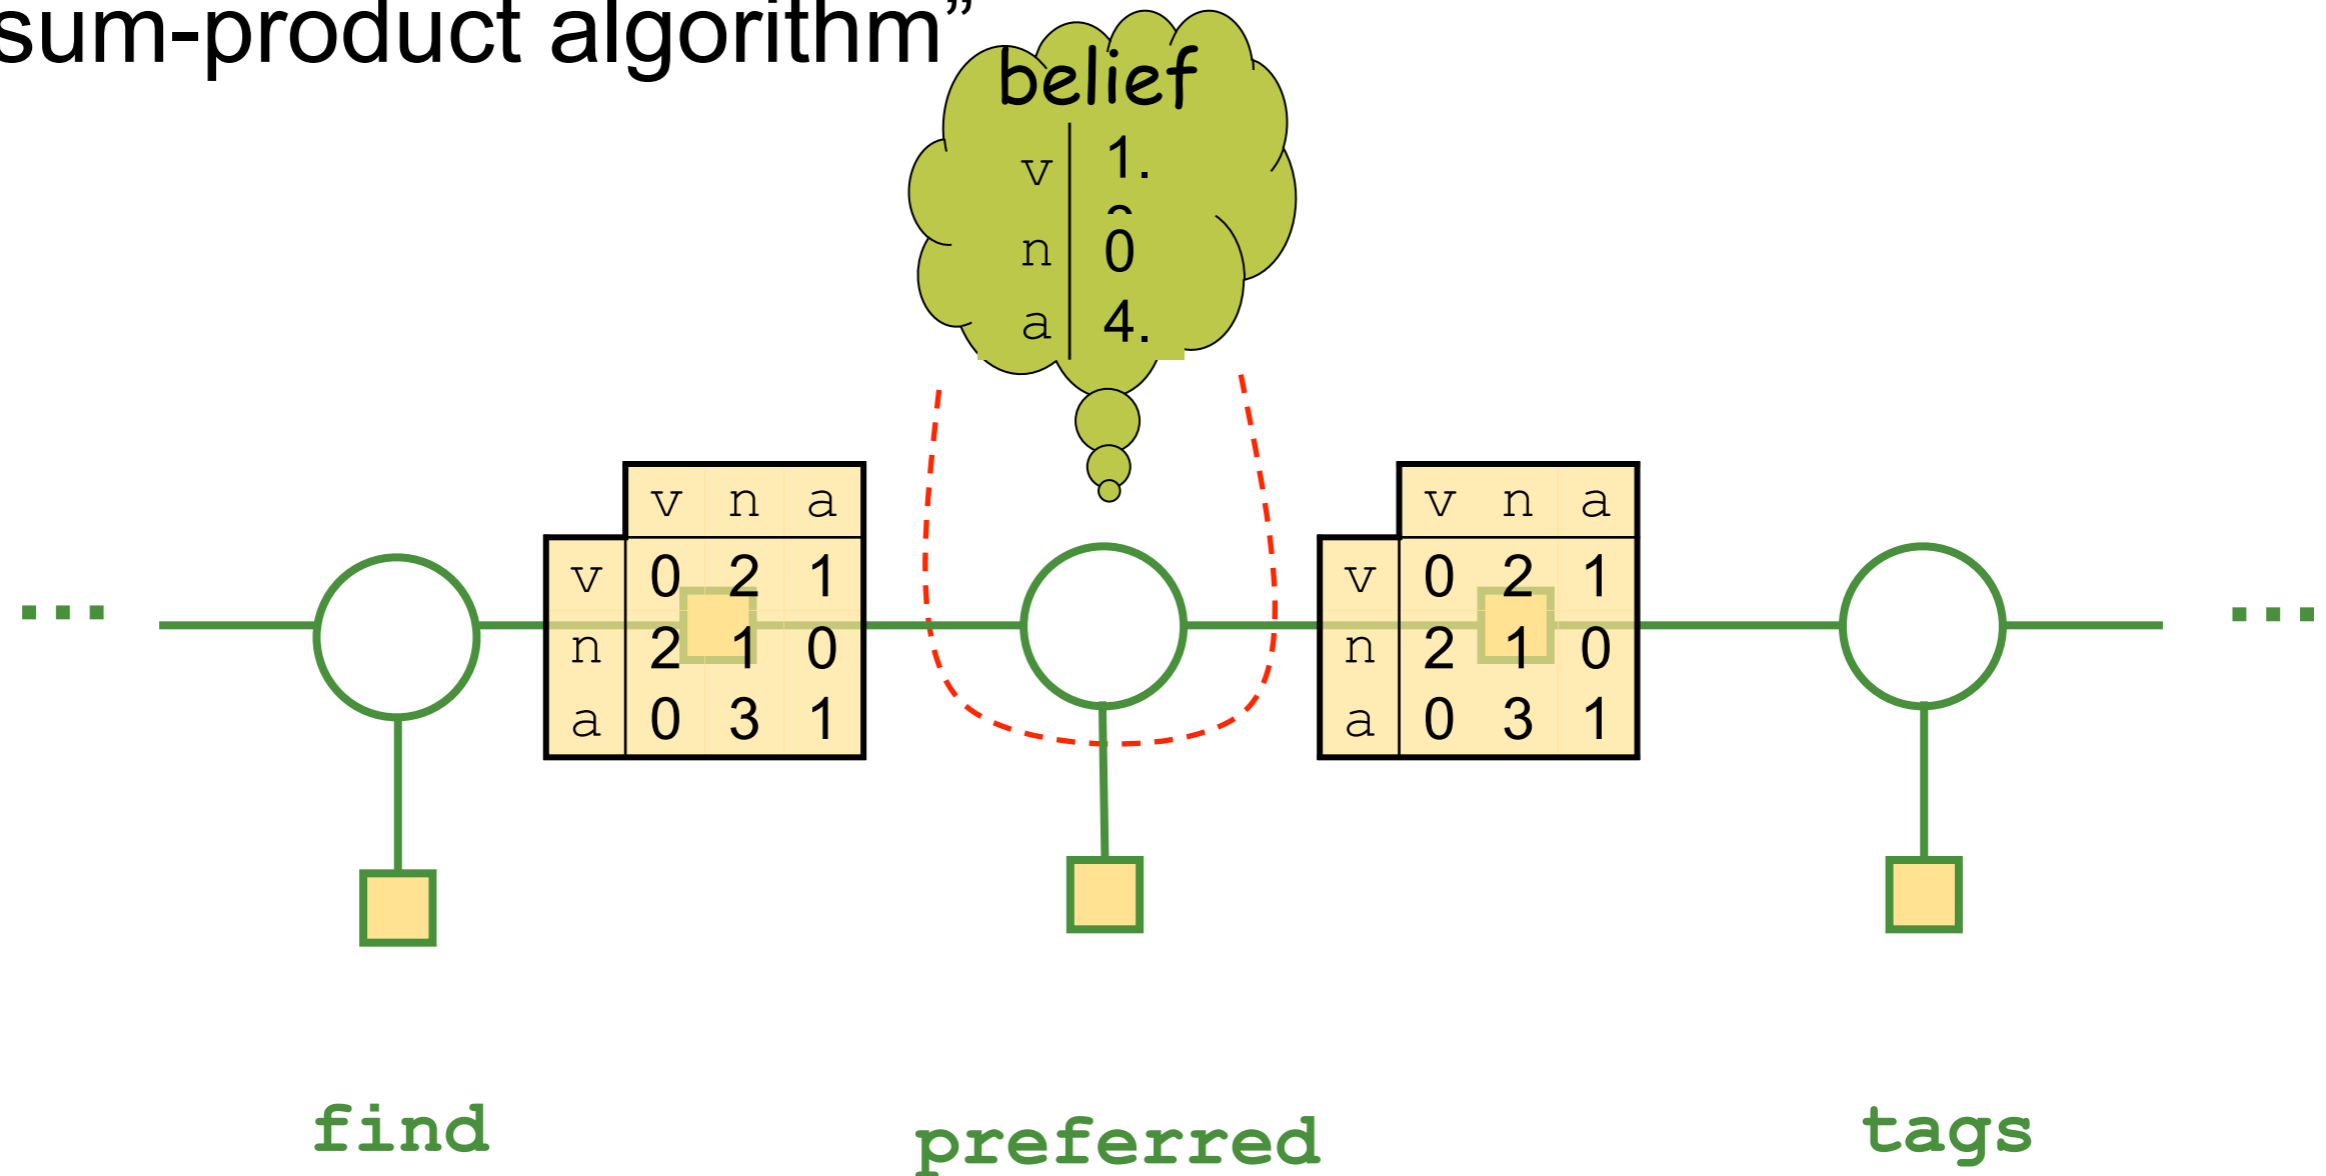 sum-product algorithm”
belief
v 1.
n 0
a 4.
v n a
v 0 2 1
n 2 1 0
a 0 3 1
v n a
v 0 2 1
n 2 1 0
a 0 3 1
... ...
find preferred tags